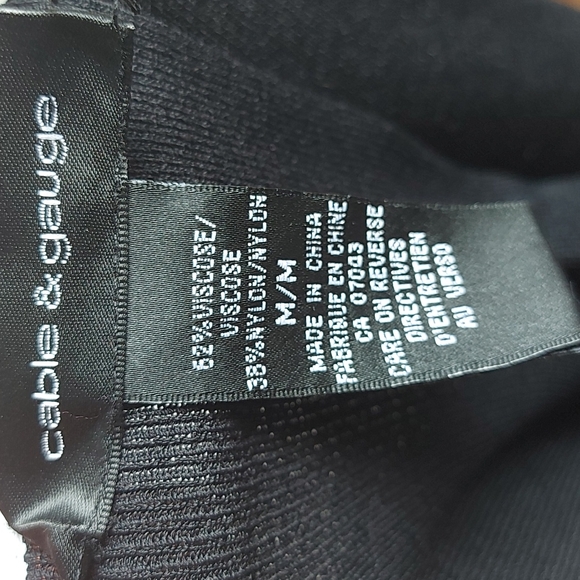 cable & gauge
62%VISCOSE/
VISCOSE
38%NYLON/NYLON
M/M
MADE IN CHINA
FABRIQUE EN CHINE
CA 07043
CARE ON REVERSE
DIRECTIVES
D'ENTRETIEN
AU VERSO